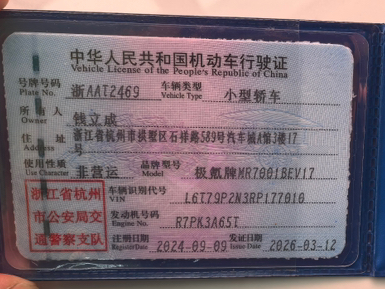 中华人民共和国机动车行驶证
Vehicle License of the People's Republic of China
号牌号码 浙AAT2469 车辆类型 小型轿车
Plate No. Vehicle Type
所有人 钱立成
Owner
住址 浙江省杭州市拱墅区石祥路589号汽车城A馆3楼17号
Address
使用性质 非营运 品牌型号 极氪牌MR7001BEV17
Use Character Model
浙江省杭州市公安局交通警察支队
车辆识别代号 L6T79P2N3RP177010
VIN
发动机号码 R7PK3A65T
Engine No.
注册日期 2024-09-09 发证日期 2026-03-12
Register Date Issue Date